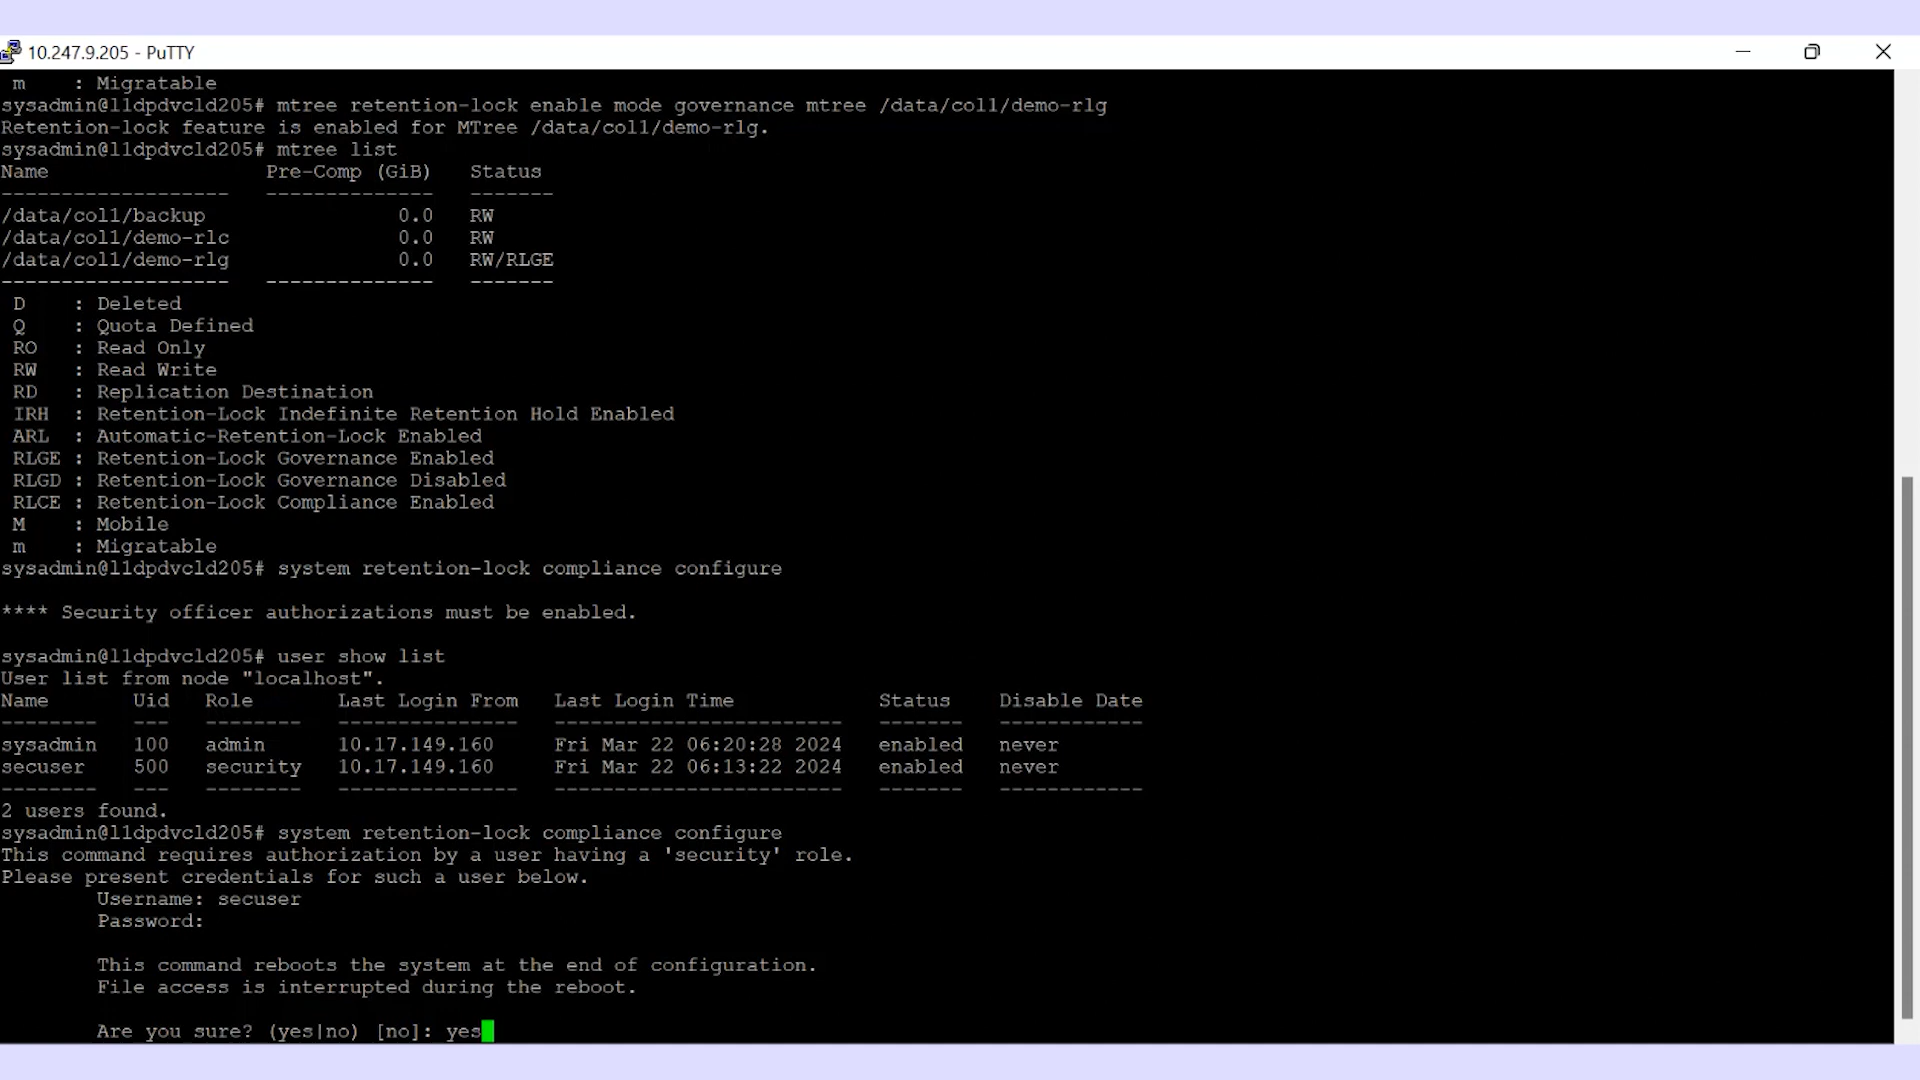 10.247.9.205 - PuTTY
m : Migratable
sysadmin@lldpdvcld205# mtree retention-lock enable mode governance mtree /data/col1/demo-rlg
Retention-lock feature is enabled for MTree /data/col1/demo-rlg.
sysadmin@lldpdvcld205# mtree list
Name Pre-Comp (GiB) Status
------------------- -------------- -------
/data/col1/backup 0.0 RW
/data/col1/demo-rlc 0.0 RW
/data/col1/demo-rlg 0.0 RW/RLGE
------------------- -------------- -------
D : Deleted
Q : Quota Defined
RO : Read Only
RW : Read Write
RD : Replication Destination
IRH : Retention-Lock Indefinite Retention Hold Enabled
ARL : Automatic-Retention-Lock Enabled
RLGE : Retention-Lock Governance Enabled
RLGD : Retention-Lock Governance Disabled
RLCE : Retention-Lock Compliance Enabled
M : Mobile
m : Migratable
sysadmin@lldpdvcld205# system retention-lock compliance configure
**** Security officer authorizations must be enabled.
sysadmin@lldpdvcld205# user show list
User list from node "localhost".
Name Uid Role Last Login From Last Login Time Status Disable Date
-------- --- -------- --------------- ------------------------ ------- ------------
sysadmin 100 admin 10.17.149.160 Fri Mar 22 06:20:28 2024 enabled never
secuser 500 security 10.17.149.160 Fri Mar 22 06:13:22 2024 enabled never
-------- --- -------- --------------- ------------------------ ------- ------------
2 users found.
sysadmin@lldpdvcld205# system retention-lock compliance configure
This command requires authorization by a user having a 'security' role.
Please present credentials for such a user below.
Username: secuser
Password:
This command reboots the system at the end of configuration.
File access is interrupted during the reboot.
Are you sure? (yes|no) [no]: yes